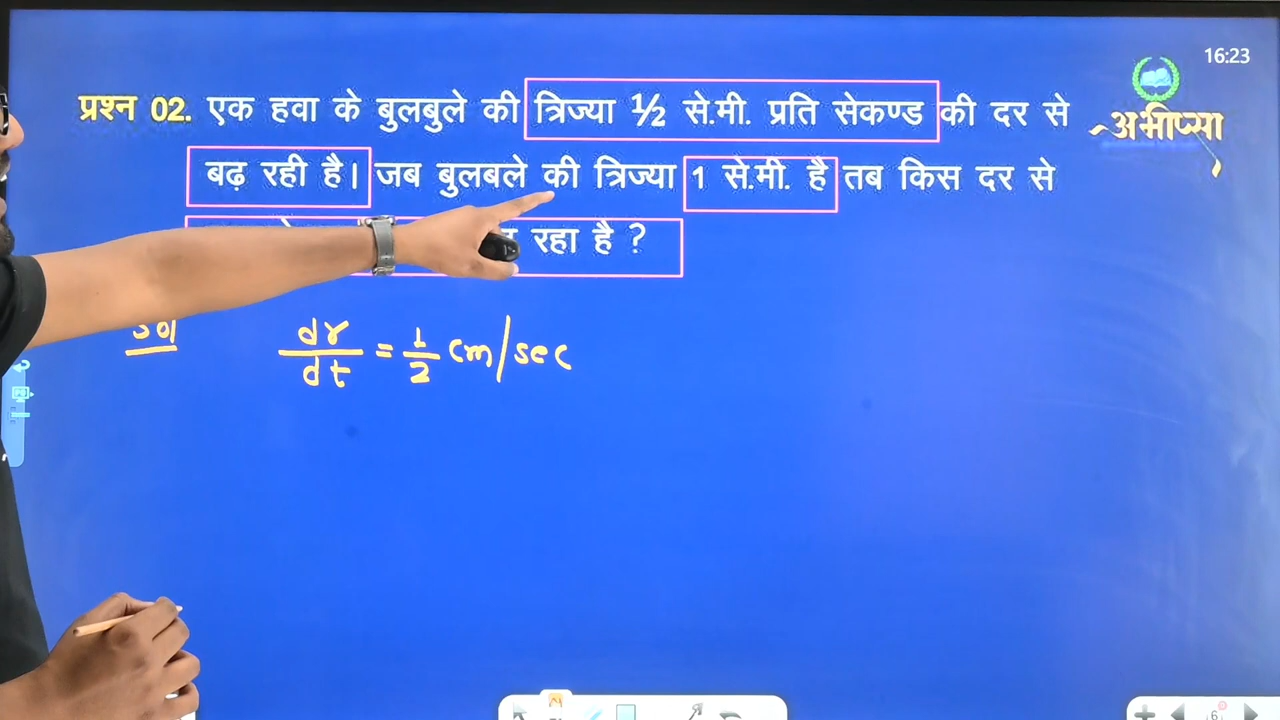 16:23
प्रश्न 02. एक हवा के बुलबुले की त्रिज्या ½ से.मी. प्रति सेकण्ड की दर से
अभीप्सा
बढ़ रही है। जब बुलबले की त्रिज्या 1 से.मी. है तब किस दर से
रहा है ?
dr/dt = 1/2 cm/sec
6